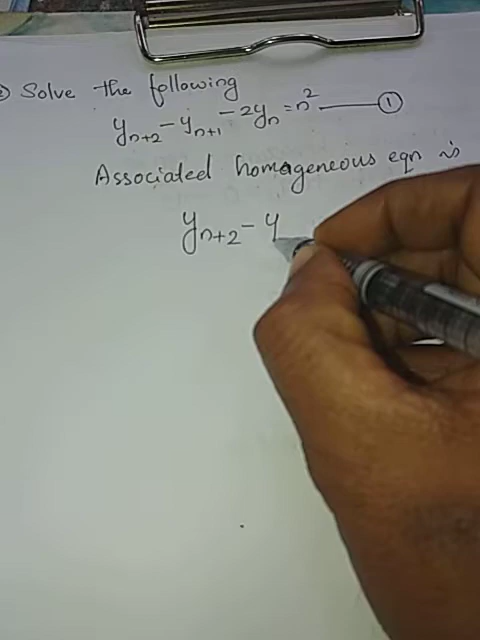 Solve the following
yₙ₊₂ - yₙ₊₁ - 2yₙ = n² ——— ①
Associated homogeneous eqn is
yₙ₊₂ - y